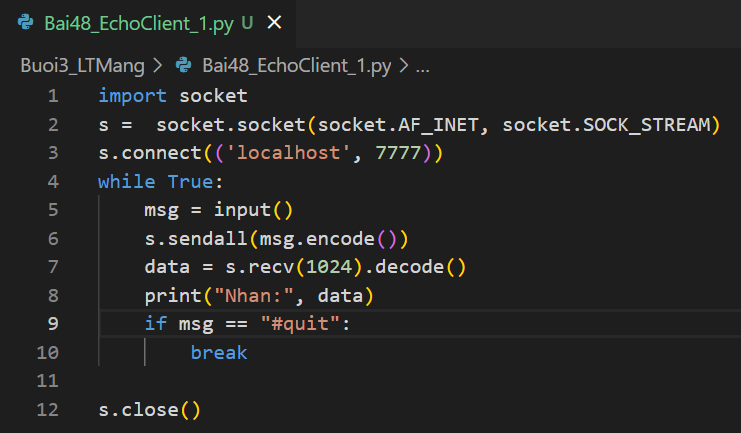 Bai48_EchoClient_1.py U ×
Buoi3_LTMang > Bai48_EchoClient_1.py > ...
1 import socket
2 s =  socket.socket(socket.AF_INET, socket.SOCK_STREAM)
3 s.connect(('localhost', 7777))
4 while True:
5     msg = input()
6     s.sendall(msg.encode())
7     data = s.recv(1024).decode()
8     print("Nhan:", data)
9     if msg == "#quit":
10         break
11
12 s.close()